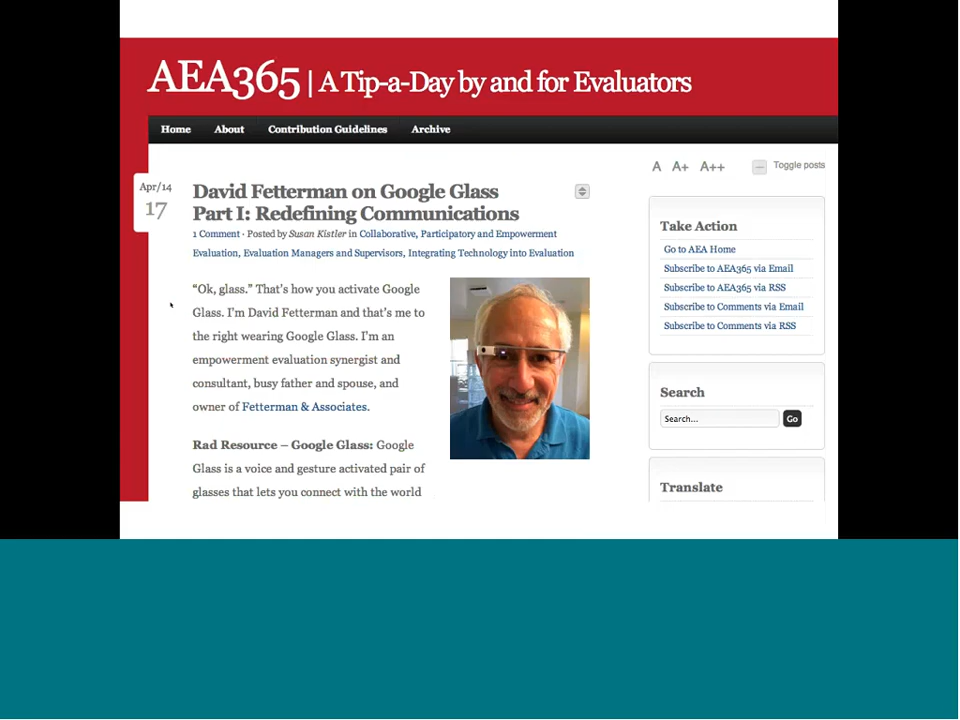 AEA365 | A Tip-a-Day by and for Evaluators
Home About Contribution Guidelines Archive
A A+ A++ Toggle posts
Apr/14
17
David Fetterman on Google Glass
Part I: Redefining Communications
1 Comment · Posted by Susan Kistler in Collaborative, Participatory and Empowerment
Evaluation, Evaluation Managers and Supervisors, Integrating Technology into Evaluation
“Ok, glass.” That’s how you activate Google
Glass. I’m David Fetterman and that’s me to
the right wearing Google Glass. I’m an
empowerment evaluation synergist and
consultant, busy father and spouse, and
owner of Fetterman & Associates.
Rad Resource – Google Glass: Google
Glass is a voice and gesture activated pair of
glasses that lets you connect with the world
Take Action
Go to AEA Home
Subscribe to AEA365 via Email
Subscribe to AEA365 via RSS
Subscribe to Comments via Email
Subscribe to Comments via RSS
Search
Search... Go
Translate